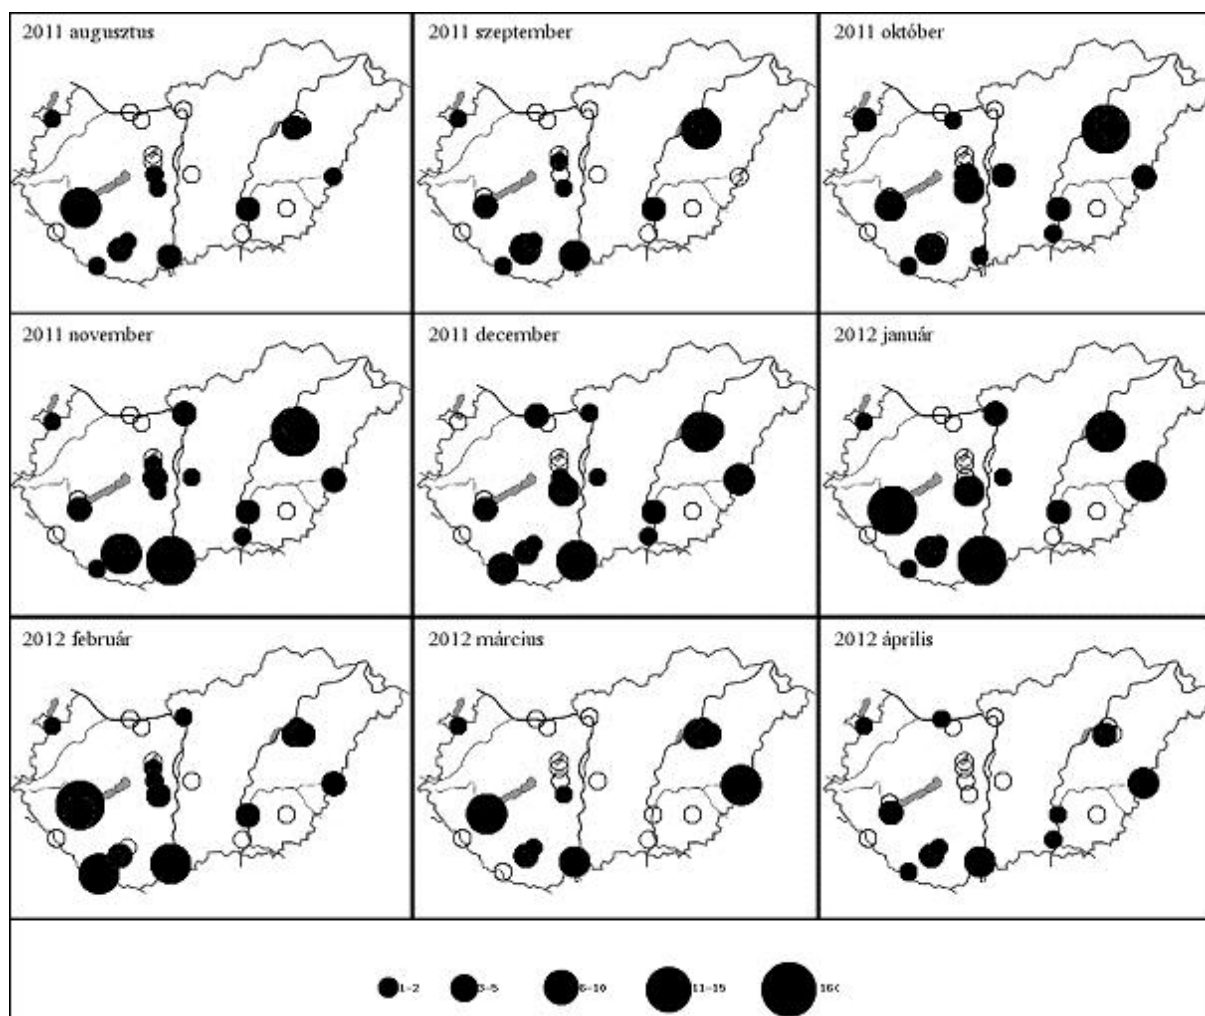 2011 augusztus
2011 szeptember
2011 október
2011 november
2011 december
2012 január
2012 február
2012 március
2012 április
1-2
3-5
6-10
11-15
16<